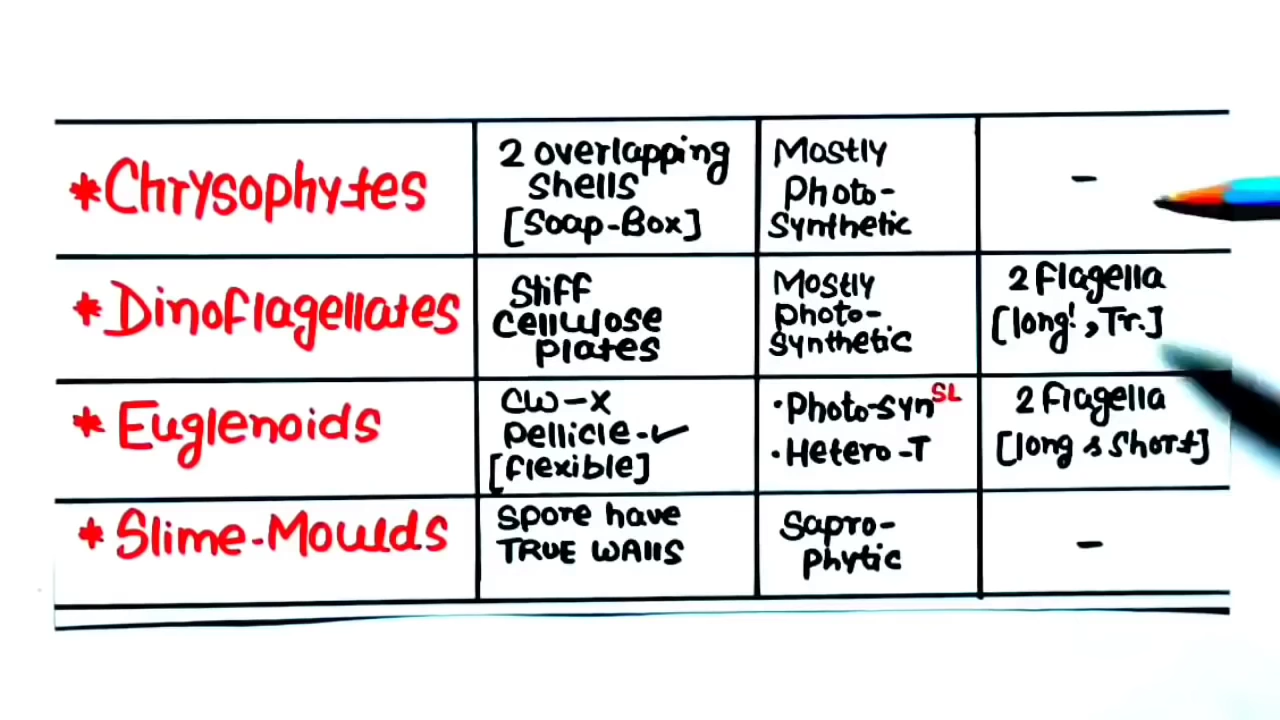 *Chrysophytes
2 overlapping
shells
[Soap-Box]
Mostly
Photo-
Synthetic
-
*Dinoflagellates
Stiff
Cellulose
plates
Mostly
photo-
synthetic
2 flagella
[long!, Tr.]
* Euglenoids
CW-X
Pellicle-✓
[flexible]
•Photo-synSL
•Hetero-T
2 flagella
[long & Short]
*Slime-Moulds
Spore have
TRUE WAllS
Sapro-
phytic
-